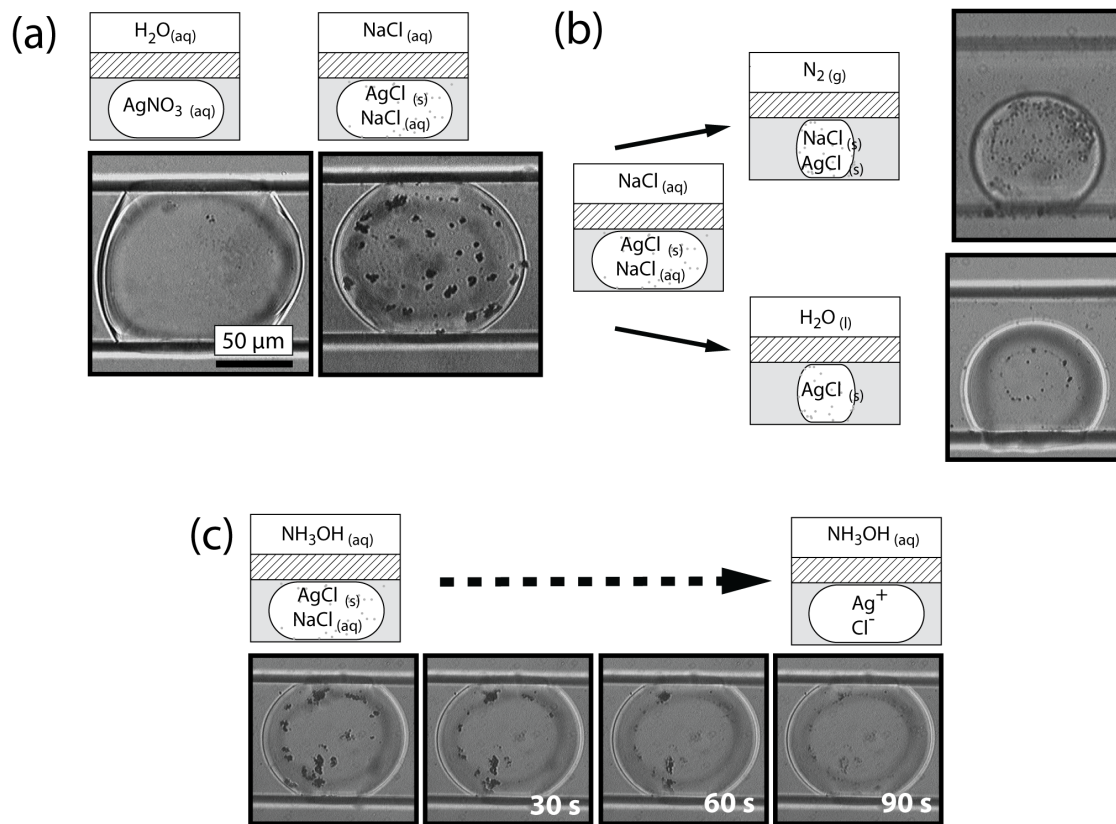 (a)
H2O(aq)
AgNO3 (aq)
NaCl (aq)
AgCl (s)
NaCl (aq)
50 μm
(b)
NaCl (aq)
AgCl (s)
NaCl (aq)
N2 (g)
NaCl (s)
AgCl (s)
H2O (l)
AgCl (s)
(c)
NH3OH (aq)
AgCl (s)
NaCl (aq)
NH3OH (aq)
Ag+
Cl-
30 s
60 s
90 s